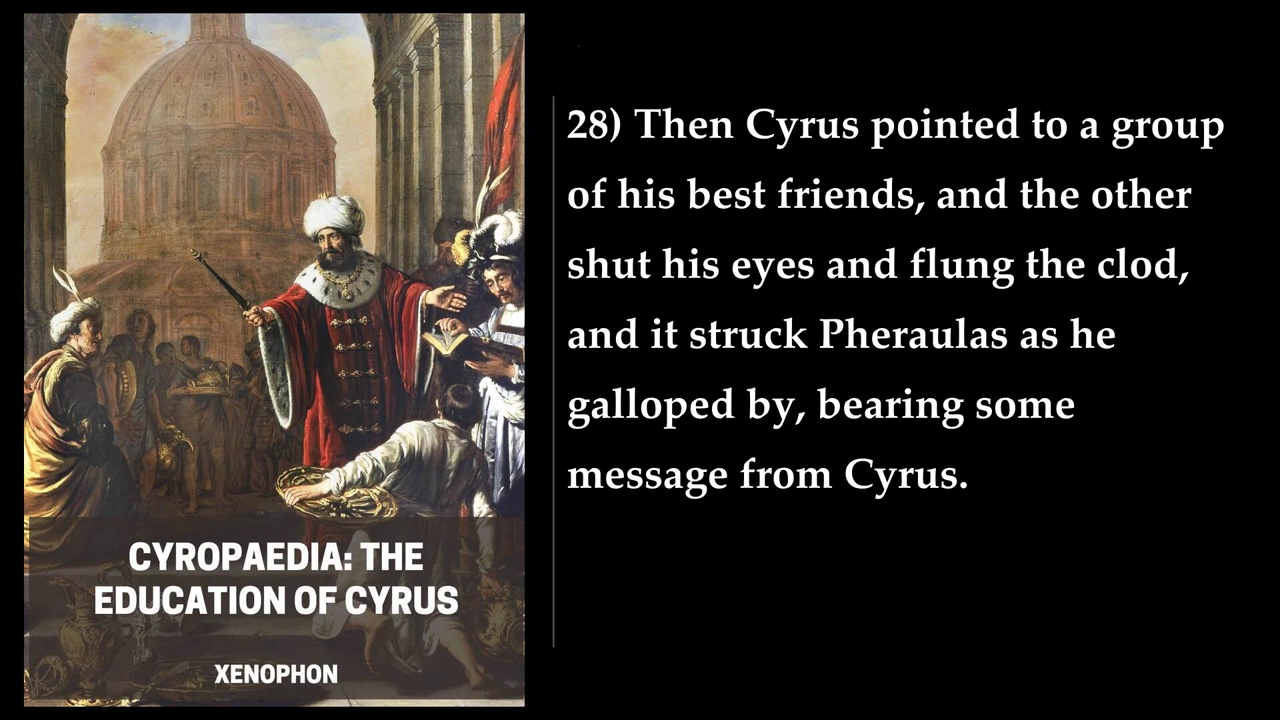 CYROPAEDIA: THE
EDUCATION OF CYRUS
XENOPHON
28) Then Cyrus pointed to a group
of his best friends, and the other
shut his eyes and flung the clod,
and it struck Pheraulas as he
galloped by, bearing some
message from Cyrus.